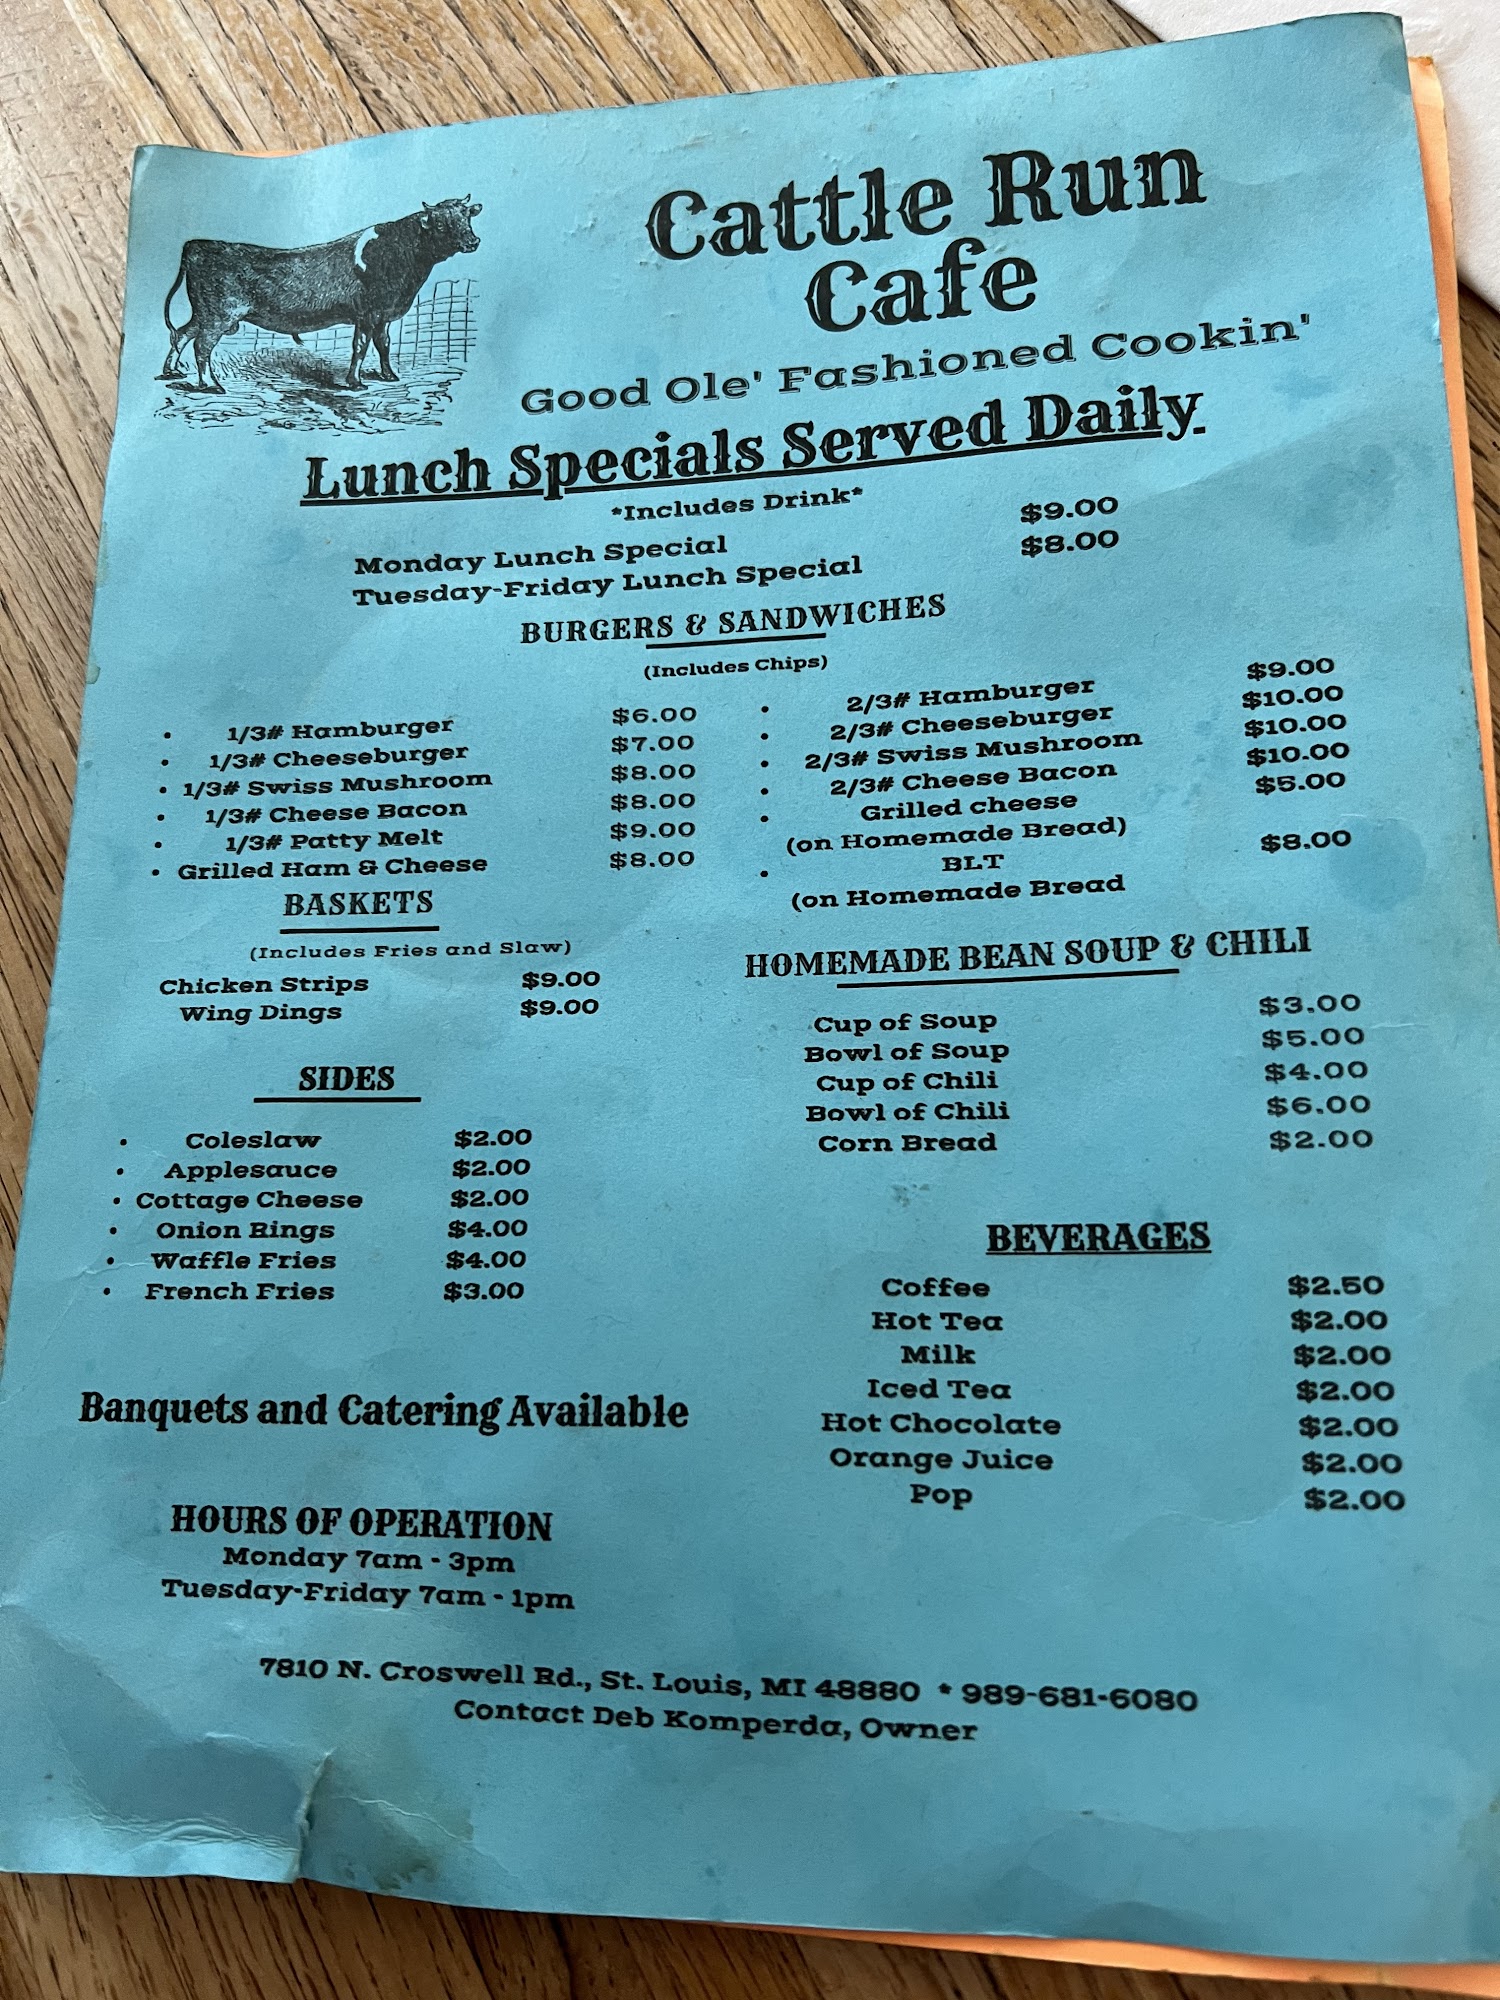 Cattle Run
Cafe
Good Ole' Fashioned Cookin'
Lunch Specials Served Daily
*Includes Drink*
Monday Lunch Special $9.00
Tuesday-Friday Lunch Special $8.00
BURGERS & SANDWICHES
(Includes Chips)
• 1/3# Hamburger $6.00
• 1/3# Cheeseburger $7.00
• 1/3# Swiss Mushroom $8.00
• 1/3# Cheese Bacon $8.00
• 1/3# Patty Melt $9.00
• Grilled Ham & Cheese $8.00
• 2/3# Hamburger $9.00
• 2/3# Cheeseburger $10.00
• 2/3# Swiss Mushroom $10.00
• 2/3# Cheese Bacon $10.00
• Grilled cheese $5.00
(on Homemade Bread)
• BLT $8.00
(on Homemade Bread
BASKETS
(Includes Fries and Slaw)
Chicken Strips $9.00
Wing Dings $9.00
HOMEMADE BEAN SOUP & CHILI
Cup of Soup $3.00
Bowl of Soup $5.00
Cup of Chili $4.00
Bowl of Chili $6.00
Corn Bread $2.00
SIDES
• Coleslaw $2.00
• Applesauce $2.00
• Cottage Cheese $2.00
• Onion Rings $4.00
• Waffle Fries $4.00
• French Fries $3.00
BEVERAGES
Coffee $2.50
Hot Tea $2.00
Milk $2.00
Iced Tea $2.00
Hot Chocolate $2.00
Orange Juice $2.00
Pop $2.00
Banquets and Catering Available
HOURS OF OPERATION
Monday 7am - 3pm
Tuesday-Friday 7am - 1pm
7810 N. Croswell Rd., St. Louis, MI 48880 * 989-681-6080
Contact Deb Komperda, Owner